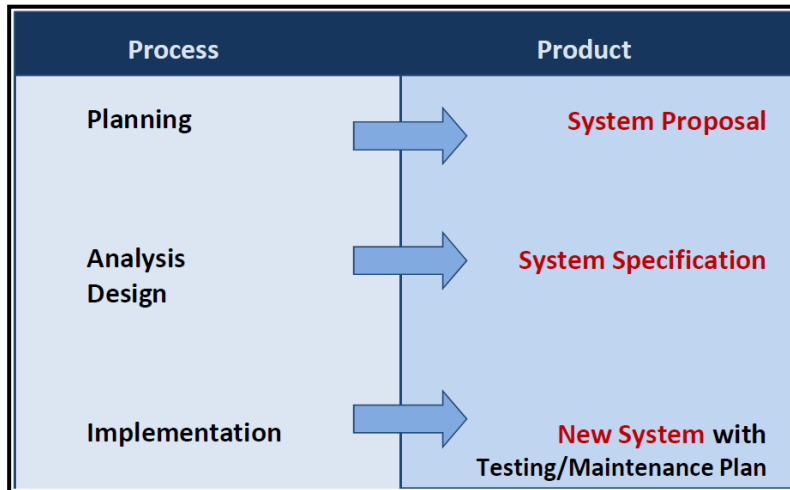 Process
Product
Planning
System Proposal
Analysis
Design
System Specification
Implementation
New System with
Testing/Maintenance Plan